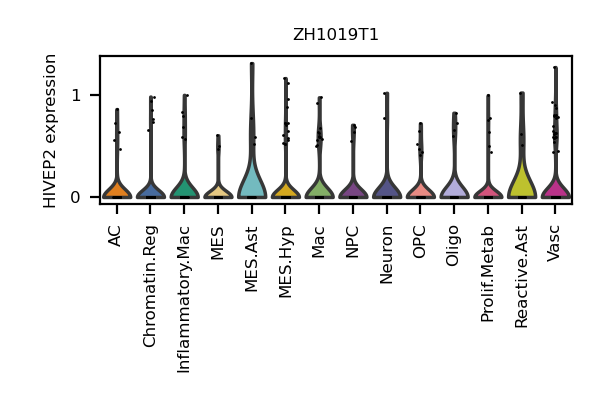 ZH1019T1
HIVEP2 expression
1
0
AC
Chromatin.Reg
Inflammatory.Mac
MES
MES.Ast
MES.Hyp
Mac
NPC
Neuron
OPC
Oligo
Prolif.Metab
Reactive.Ast
Vasc